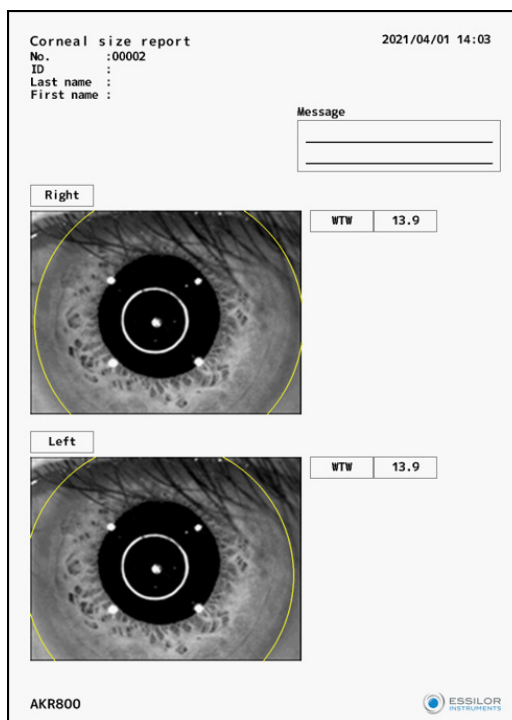 Corneal size report 2021/04/01 14:03
No. :00002
ID :
Last name :
First name :
Message
Right
WTW 13.9
Left
WTW 13.9
AKR800
ESSILOR
INSTRUMENTS